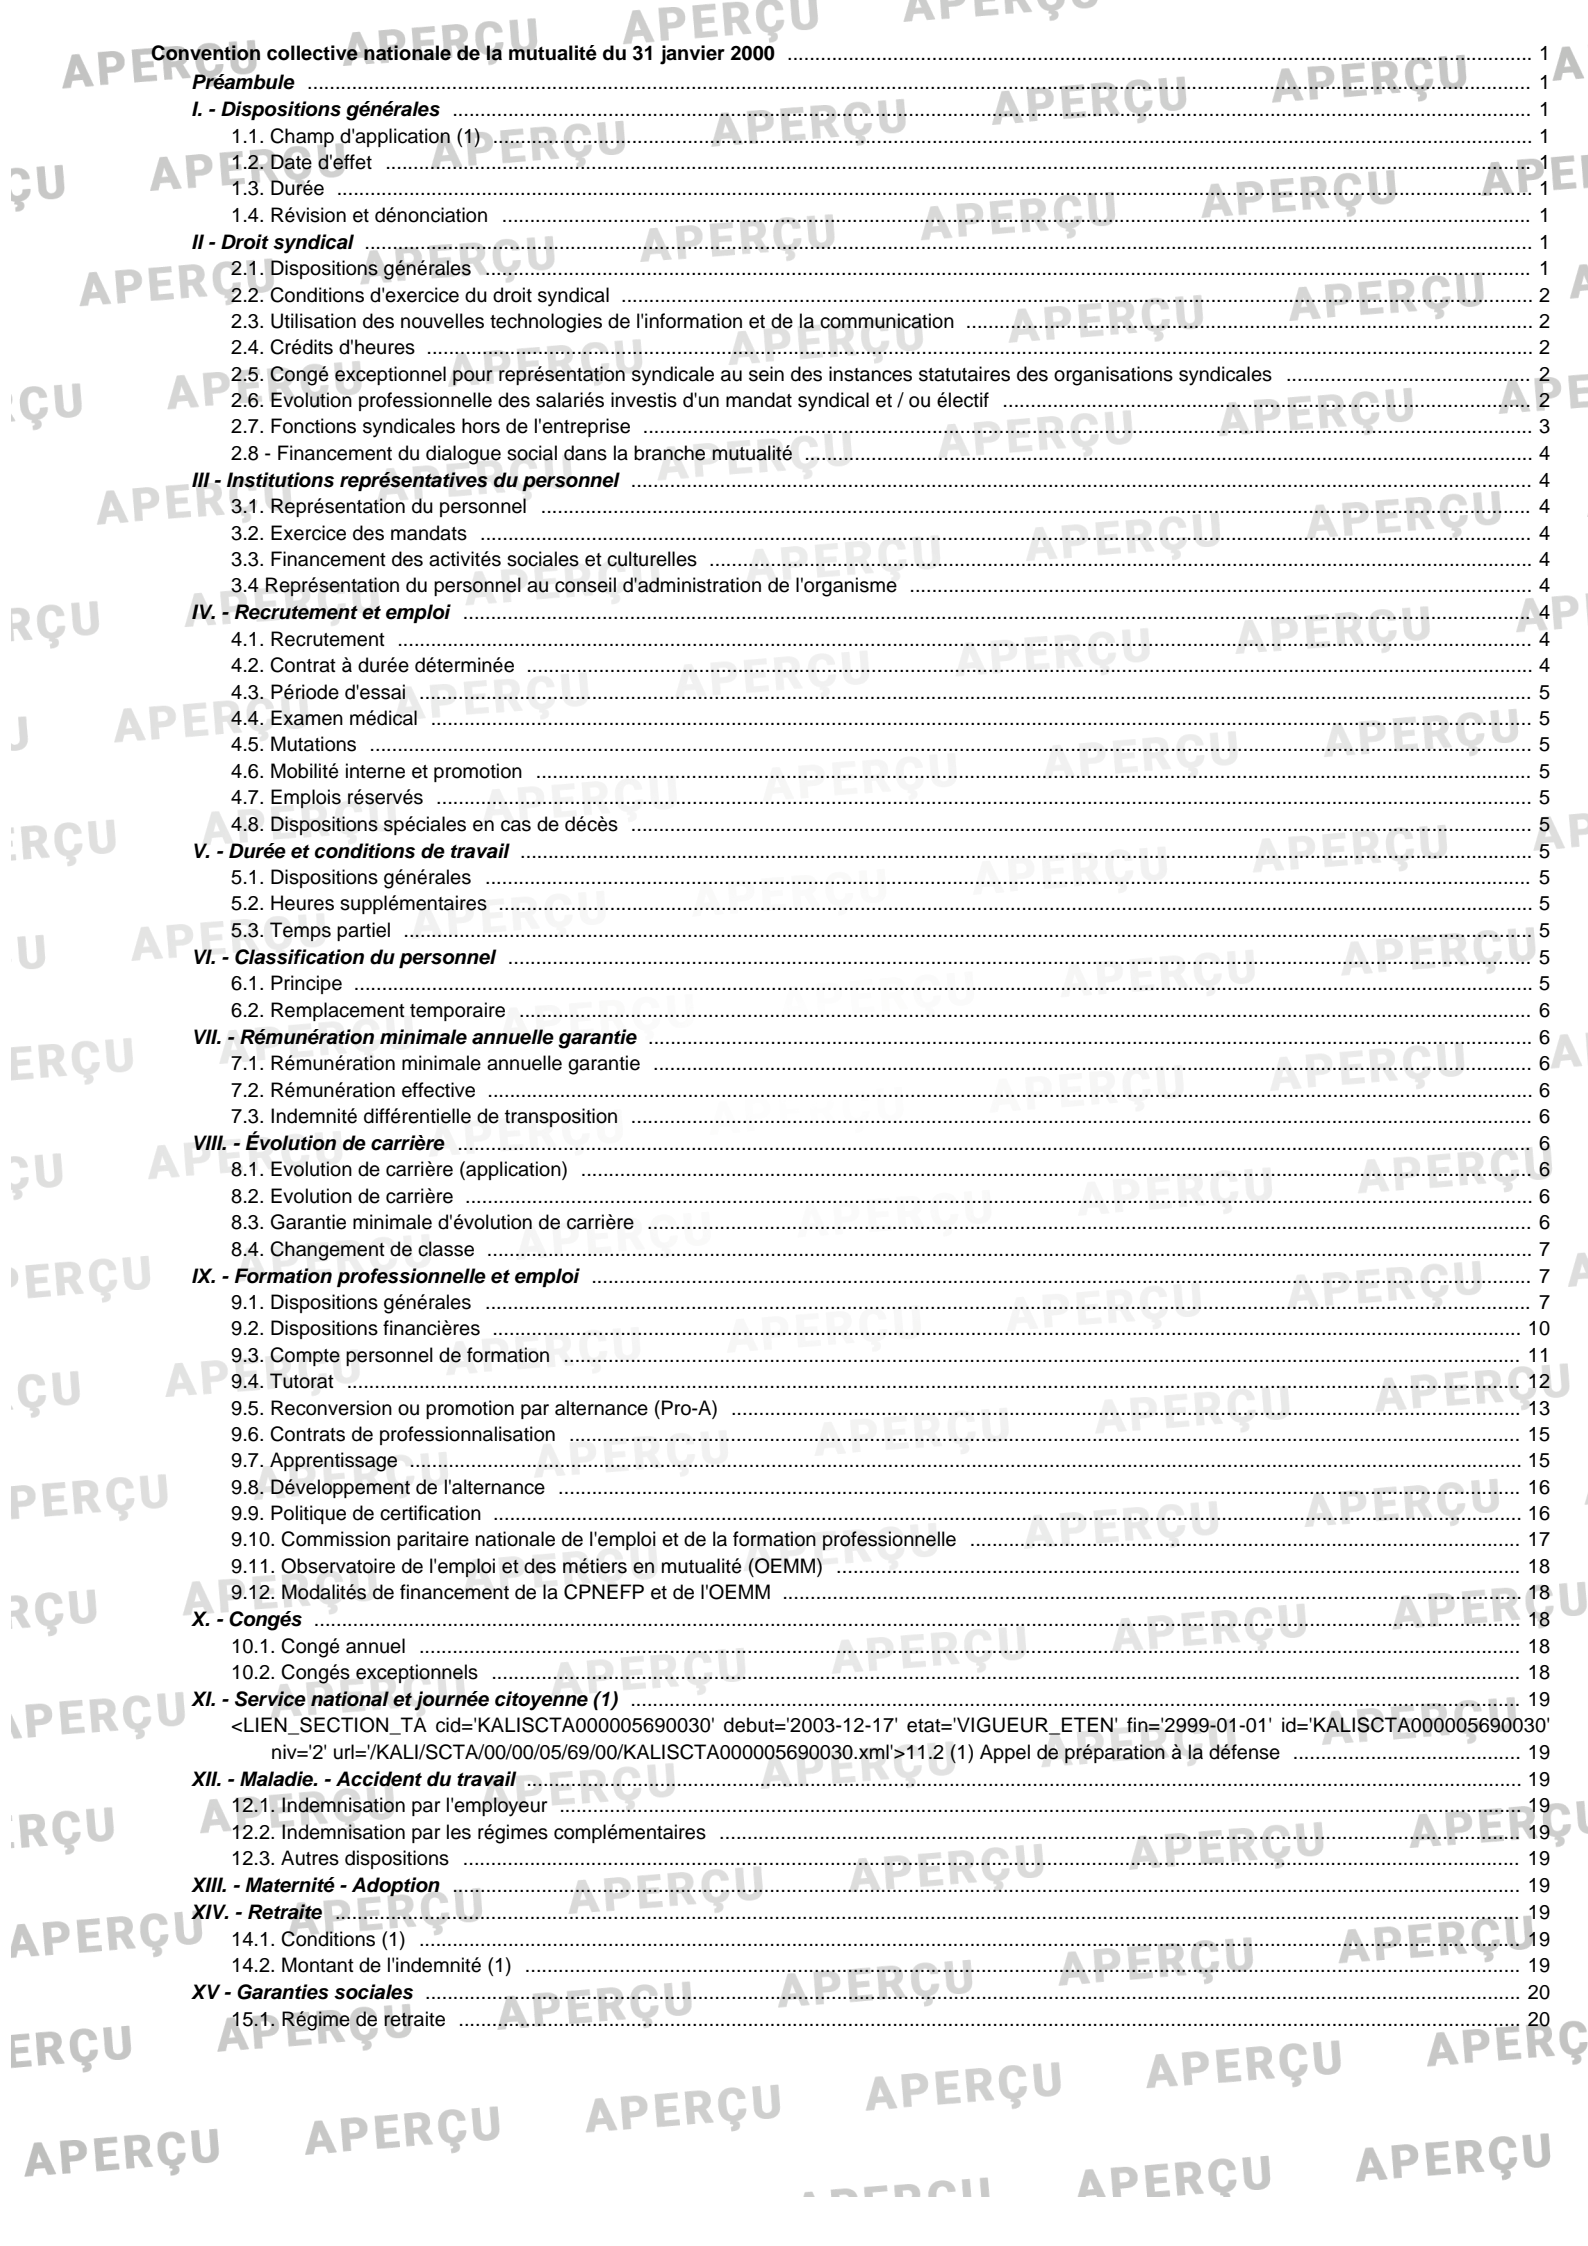 Convention collective nationale de la mutualité du 31 janvier 2000 ... 1
Préambule ... 1
I. - Dispositions générales ... 1
1.1. Champ d'application (1) ... 1
1.2. Date d'effet ... 1
1.3. Durée ... 1
1.4. Révision et dénonciation ... 1
II - Droit syndical ... 1
2.1. Dispositions générales ... 1
2.2. Conditions d'exercice du droit syndical ... 2
2.3. Utilisation des nouvelles technologies de l'information et de la communication ... 2
2.4. Crédits d'heures ... 2
2.5. Congé exceptionnel pour représentation syndicale au sein des instances statutaires des organisations syndicales ... 2
2.6. Evolution professionnelle des salariés investis d'un mandat syndical et / ou électif ... 2
2.7. Fonctions syndicales hors de l'entreprise ... 3
2.8 - Financement du dialogue social dans la branche mutualité ... 4
III - Institutions représentatives du personnel ... 4
3.1. Représentation du personnel ... 4
3.2. Exercice des mandats ... 4
3.3. Financement des activités sociales et culturelles ... 4
3.4 Représentation du personnel au conseil d'administration de l'organisme ... 4
IV. - Recrutement et emploi ... 4
4.1. Recrutement ... 4
4.2. Contrat à durée déterminée ... 4
4.3. Période d'essai ... 5
4.4. Examen médical ... 5
4.5. Mutations ... 5
4.6. Mobilité interne et promotion ... 5
4.7. Emplois réservés ... 5
4.8. Dispositions spéciales en cas de décès ... 5
V. - Durée et conditions de travail ... 5
5.1. Dispositions générales ... 5
5.2. Heures supplémentaires ... 5
5.3. Temps partiel ... 5
VI. - Classification du personnel ... 5
6.1. Principe ... 5
6.2. Remplacement temporaire ... 6
VII. - Rémunération minimale annuelle garantie ... 6
7.1. Rémunération minimale annuelle garantie ... 6
7.2. Rémunération effective ... 6
7.3. Indemnité différentielle de transposition ... 6
VIII. - Évolution de carrière ... 6
8.1. Evolution de carrière (application) ... 6
8.2. Evolution de carrière ... 6
8.3. Garantie minimale d'évolution de carrière ... 6
8.4. Changement de classe ... 7
IX. - Formation professionnelle et emploi ... 7
9.1. Dispositions générales ... 7
9.2. Dispositions financières ... 10
9.3. Compte personnel de formation ... 11
9.4. Tutorat ... 12
9.5. Reconversion ou promotion par alternance (Pro-A) ... 13
9.6. Contrats de professionnalisation ... 15
9.7. Apprentissage ... 15
9.8. Développement de l'alternance ... 16
9.9. Politique de certification ... 16
9.10. Commission paritaire nationale de l'emploi et de la formation professionnelle ... 17
9.11. Observatoire de l'emploi et des métiers en mutualité (OEMM) ... 18
9.12. Modalités de financement de la CPNEFP et de l'OEMM ... 18
X. - Congés ... 18
10.1. Congé annuel ... 18
10.2. Congés exceptionnels ... 18
XI. - Service national et journée citoyenne (1) ... 19
<LIEN_SECTION_TA cid='KALISCTA000005690030' debut='2003-12-17' etat='VIGUEUR_ETEN' fin='2999-01-01' id='KALISCTA000005690030'
niv='2' url='/KALI/SCTA/00/00/05/69/00/KALISCTA000005690030.xml'>11.2 (1) Appel de préparation à la défense ... 19
XII. - Maladie. - Accident du travail ... 19
12.1. Indemnisation par l'employeur ... 19
12.2. Indemnisation par les régimes complémentaires ... 19
12.3. Autres dispositions ... 19
XIII. - Maternité - Adoption ... 19
XIV. - Retraite ... 19
14.1. Conditions (1) ... 19
14.2. Montant de l'indemnité (1) ... 19
XV - Garanties sociales ... 20
15.1. Régime de retraite ... 20
APERÇU